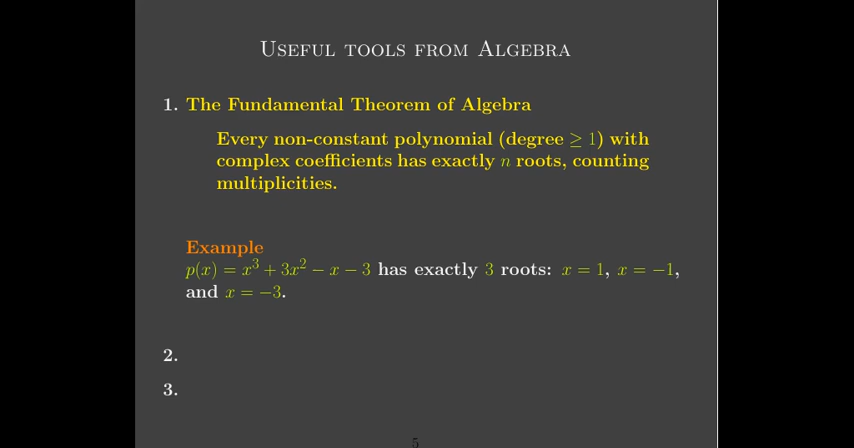 Useful tools from Algebra
1. The Fundamental Theorem of Algebra
Every non-constant polynomial (degree ≥ 1) with
complex coefficients has exactly n roots, counting
multiplicities.
Example
p(x) = x³ + 3x² − x − 3 has exactly 3 roots: x = 1, x = −1,
and x = −3.
2.
3.
5